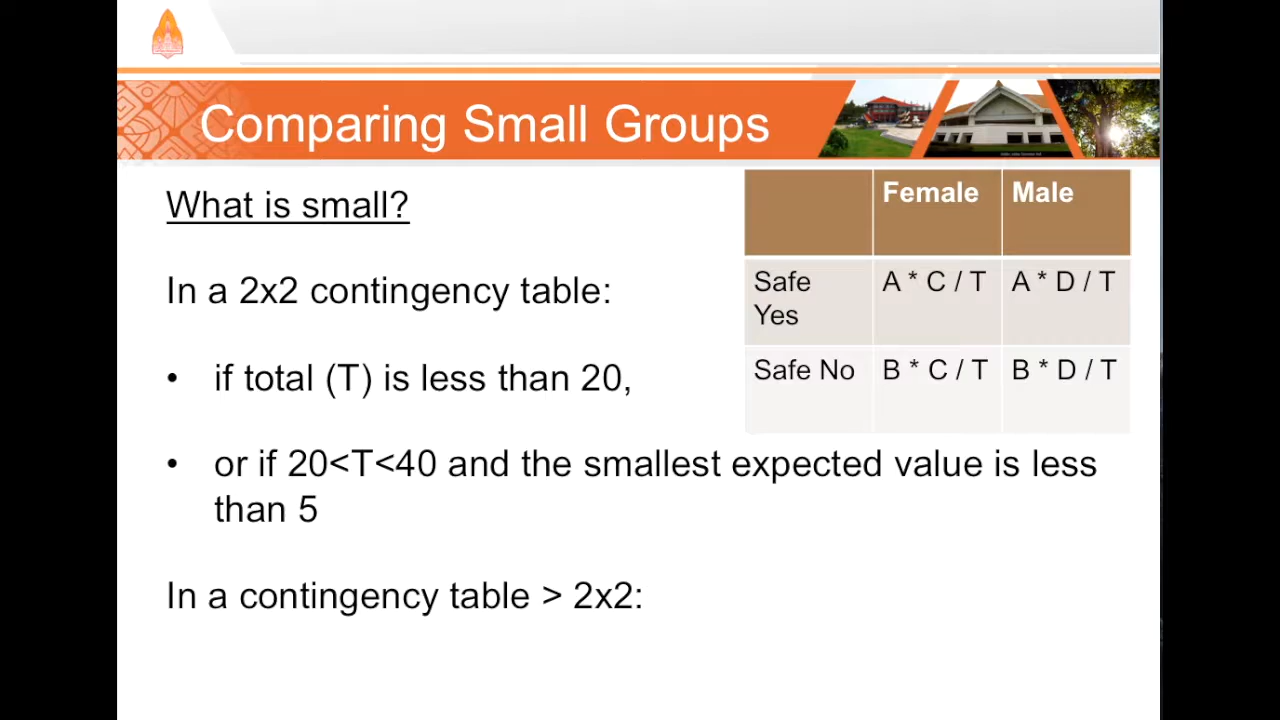 Comparing Small Groups
What is small?
In a 2x2 contingency table:
• if total (T) is less than 20,
• or if 20<T<40 and the smallest expected value is less
than 5
In a contingency table > 2x2:
Female Male
Safe
Yes A * C / T A * D / T
Safe No B * C / T B * D / T